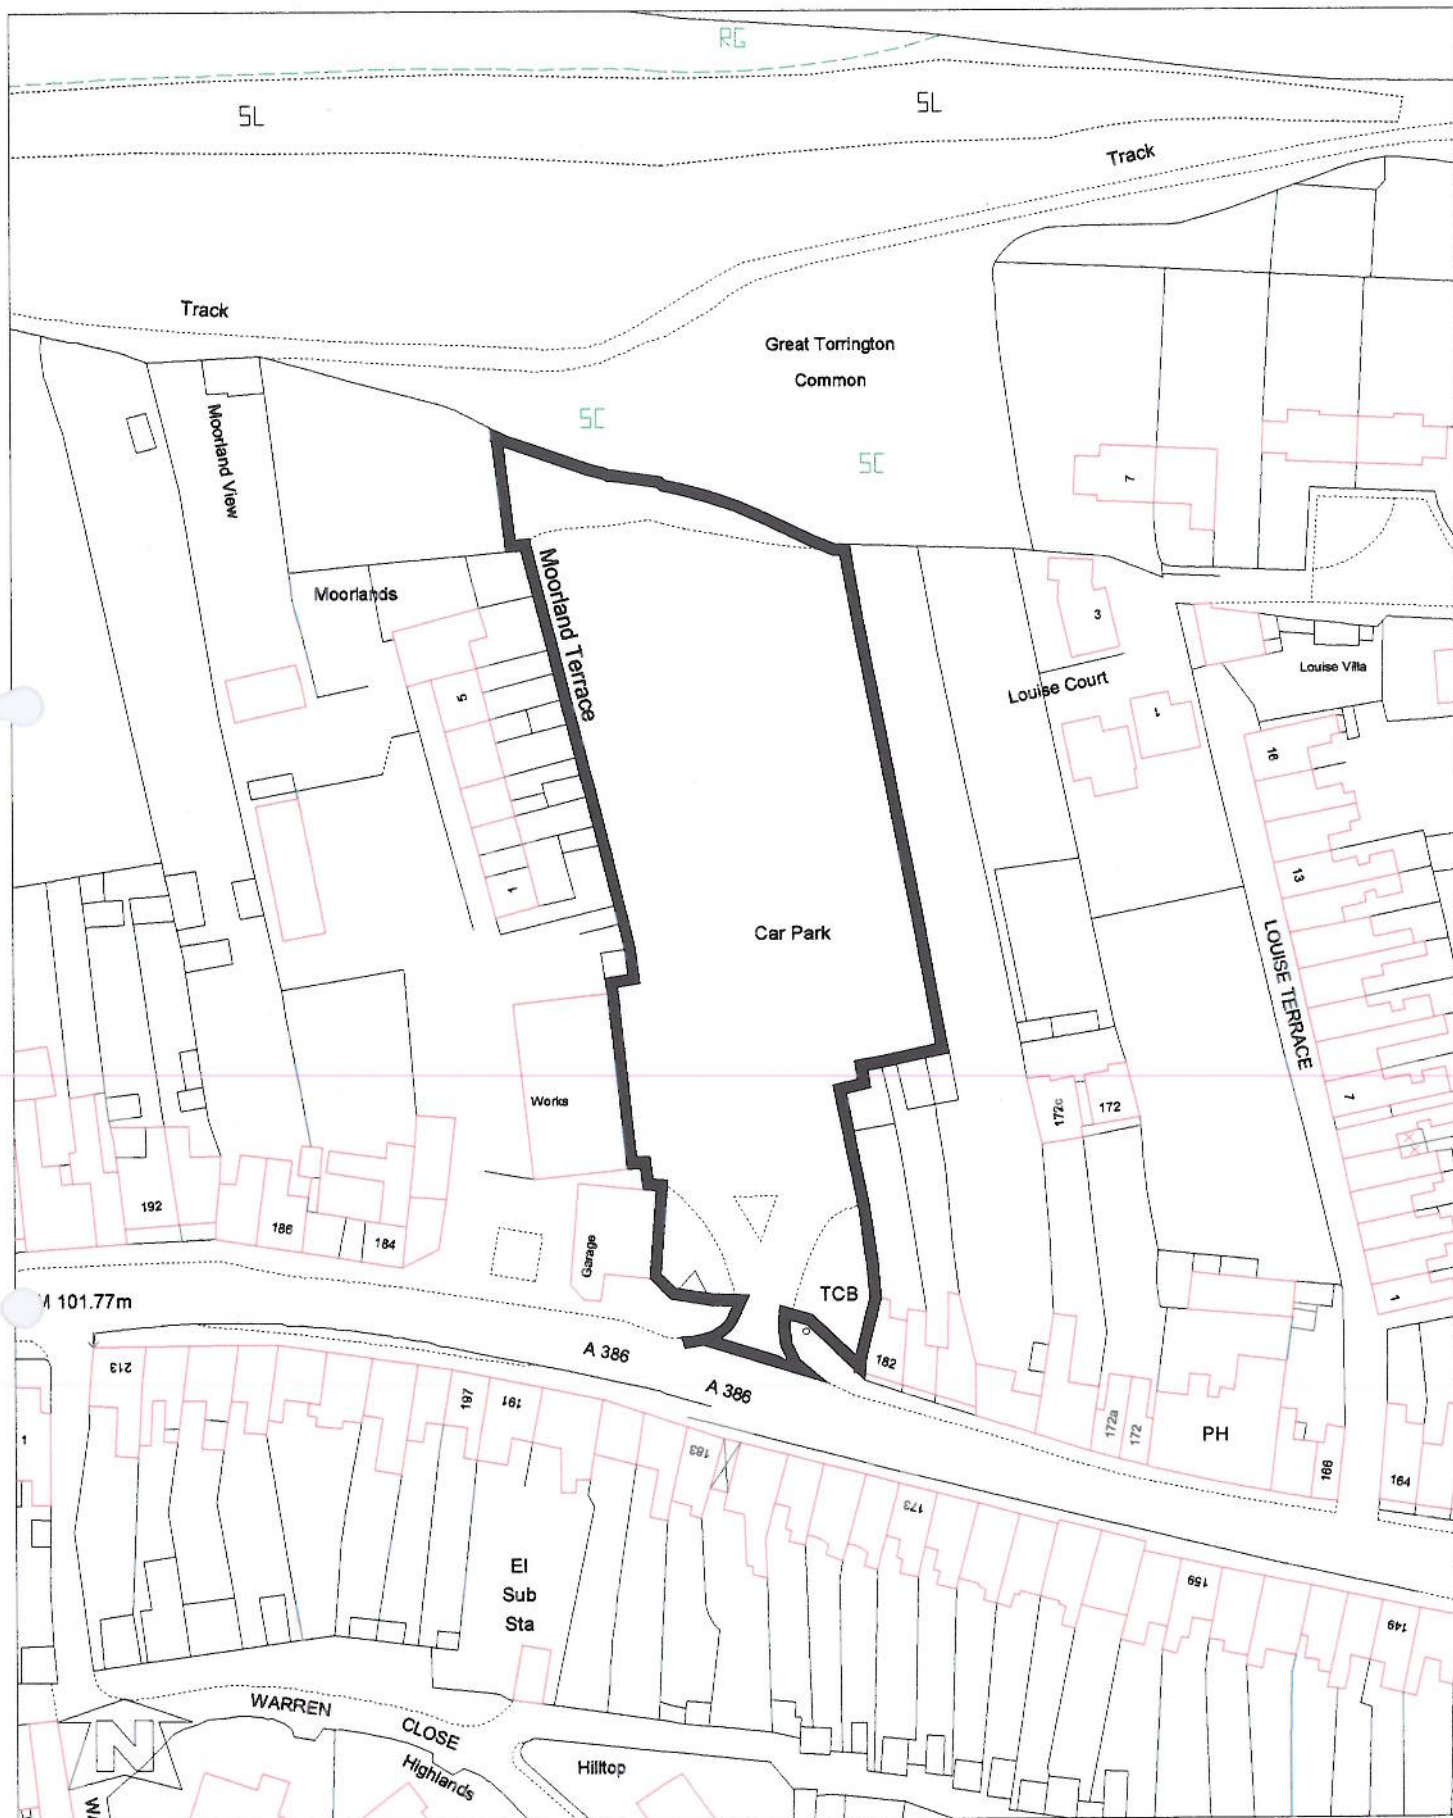 RG
SL
SL
Track
Track
Great Torrington
Common
SC
SC
Moorland View
7
Moorlands
Moorland Terrace
3
Louise Villa
Louise Court
5
1
16
13
1
Car Park
LOUISE TERRACE
Works
172c
172
7
192
186
184
Garage
TCB
1
M 101.77m
A 386
182
213
A 386
197
191
172a
172
PH
166
164
1
183
173
El
Sub
Sta
159
149
WARREN
CLOSE
N
Highlands
Hilltop